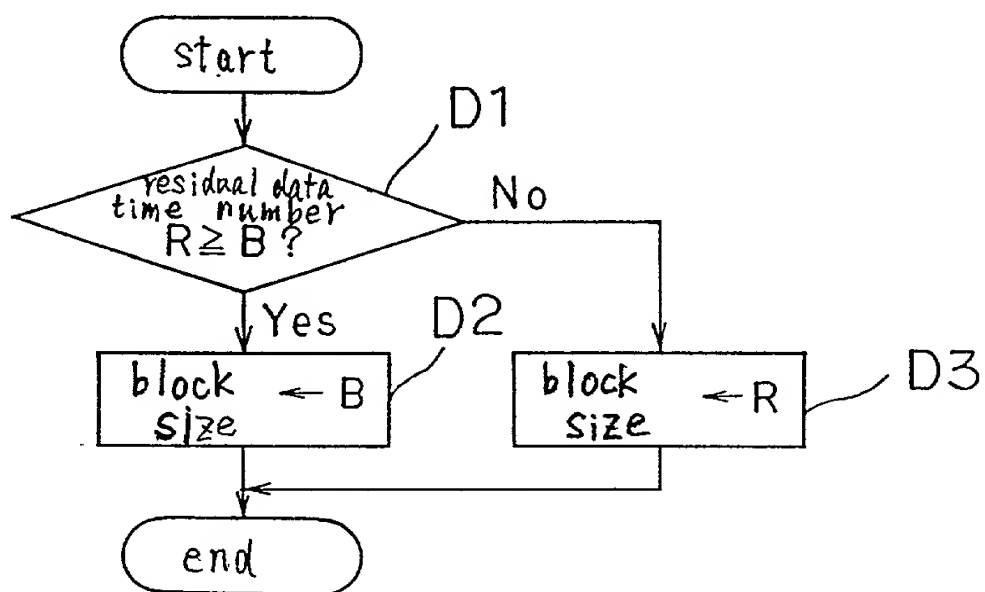 start
D1
residual data
time number
R ≧ B ?
No
Yes
D2
D3
block
size
← B
block
size
← R
end